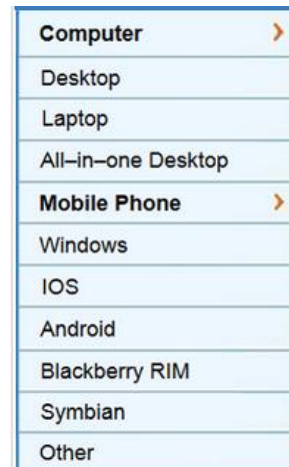 Computer
Desktop
Laptop
All–in–one Desktop
Mobile Phone
Windows
IOS
Android
Blackberry RIM
Symbian
Other